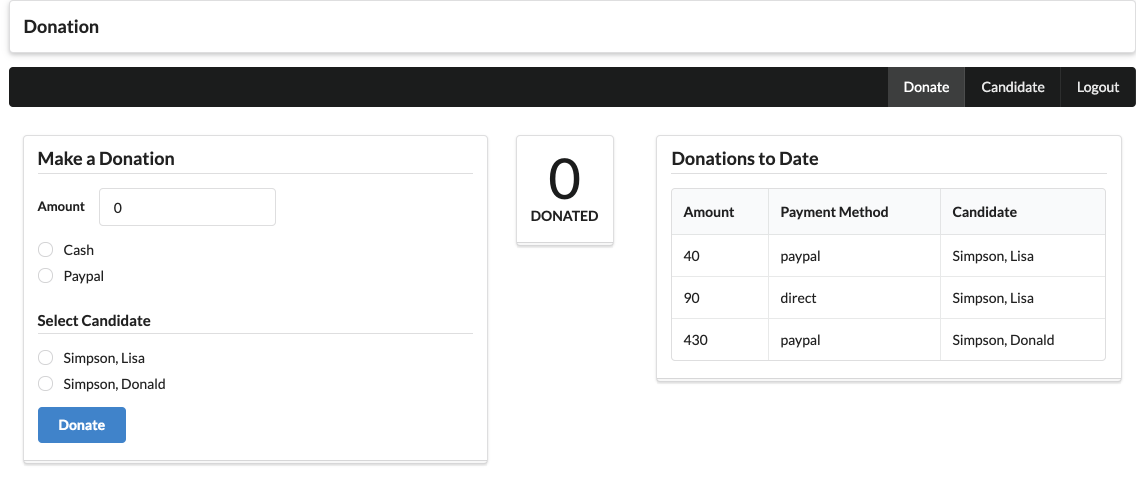 Donation
Donate Candidate Logout
Make a Donation
Amount 0
Cash
Paypal
Select Candidate
Simpson, Lisa
Simpson, Donald
Donate
0
DONATED
Donations to Date
Amount Payment Method Candidate
40 paypal Simpson, Lisa
90 direct Simpson, Lisa
430 paypal Simpson, Donald